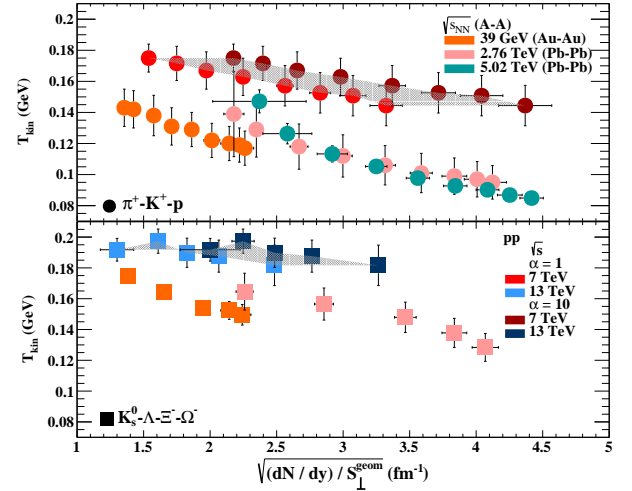 √s_NN (A-A)
39 GeV (Au-Au)
2.76 TeV (Pb-Pb)
5.02 TeV (Pb-Pb)
0.2
0.18
0.16
0.14
0.12
0.1
0.08
T_kin (GeV)
π⁺-K⁺-p
pp
√s
α = 1
7 TeV
13 TeV
α = 10
7 TeV
13 TeV
0.2
0.18
0.16
0.14
0.12
0.1
0.08
T_kin (GeV)
K⁰_s-Λ-Ξ⁻-Ω⁻
1 1.5 2 2.5 3 3.5 4 4.5 5
√(dN / dy) / S_⊥^geom (fm⁻¹)